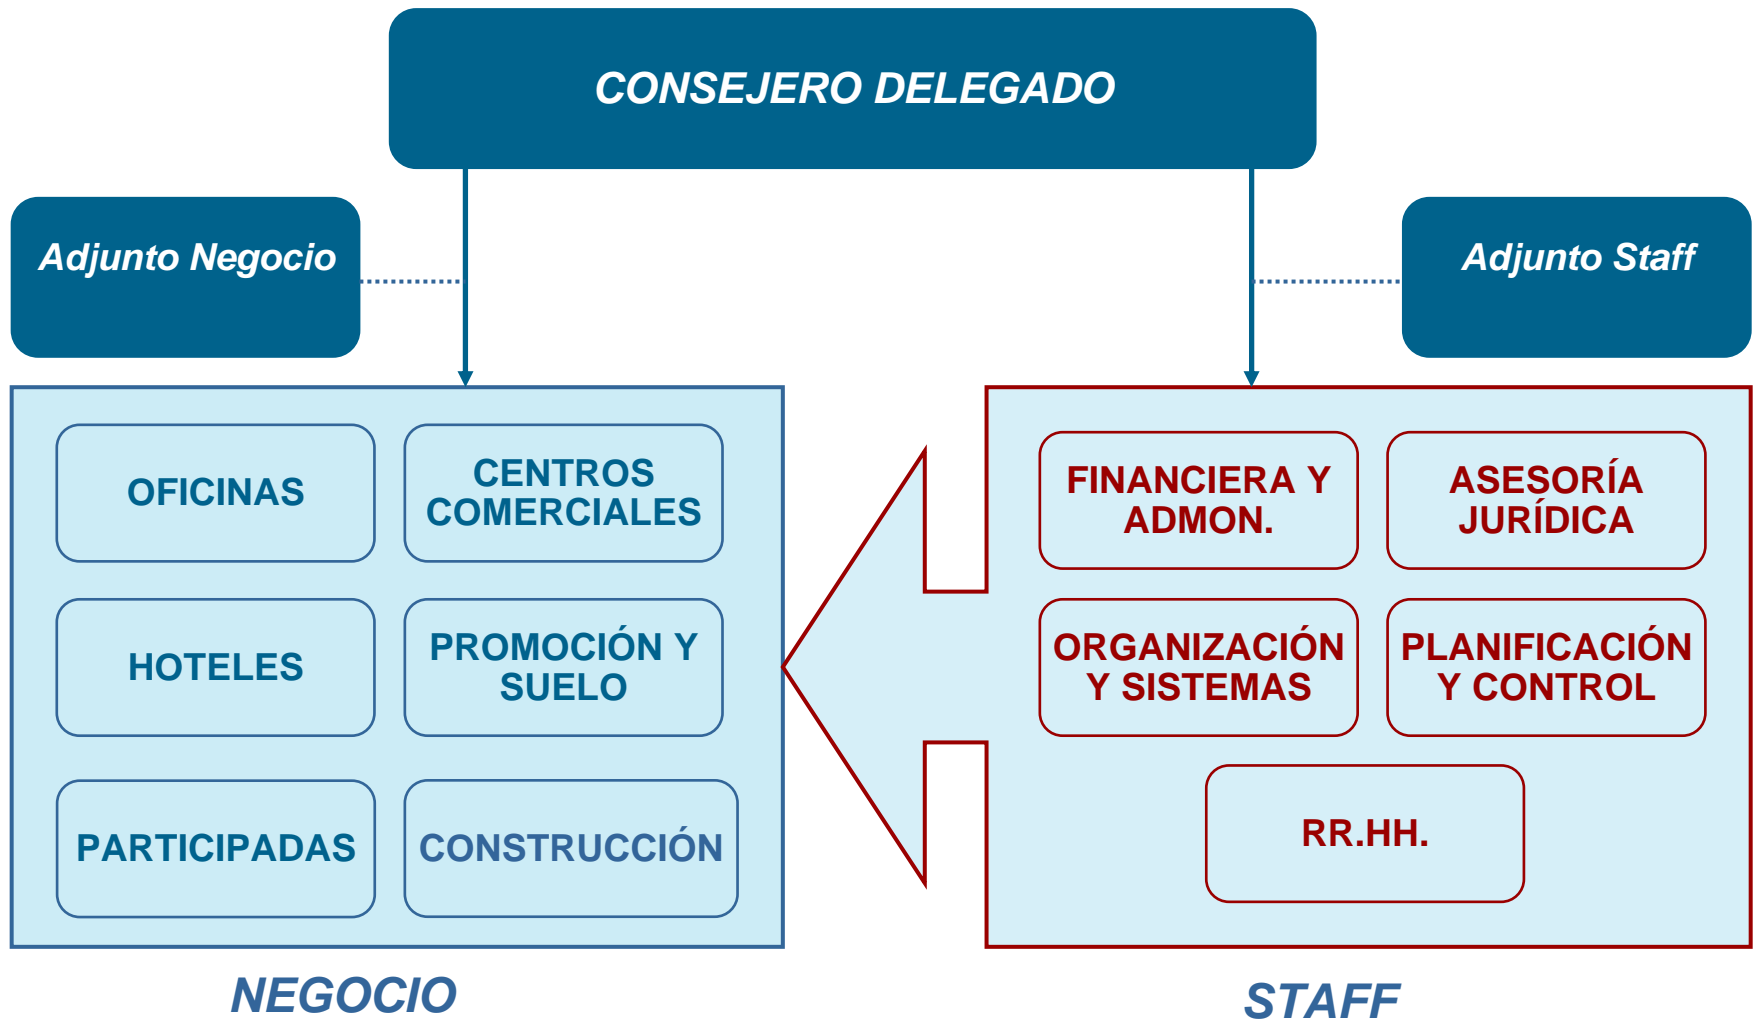 CONSEJERO DELEGADO
Adjunto Negocio
Adjunto Staff
OFICINAS
CENTROS
COMERCIALES
HOTELES
PROMOCIÓN Y
SUELO
PARTICIPADAS
CONSTRUCCIÓN
FINANCIERA Y
ADMON.
ASESORÍA
JURÍDICA
ORGANIZACIÓN
Y SISTEMAS
PLANIFICACIÓN
Y CONTROL
RR.HH.
NEGOCIO
STAFF